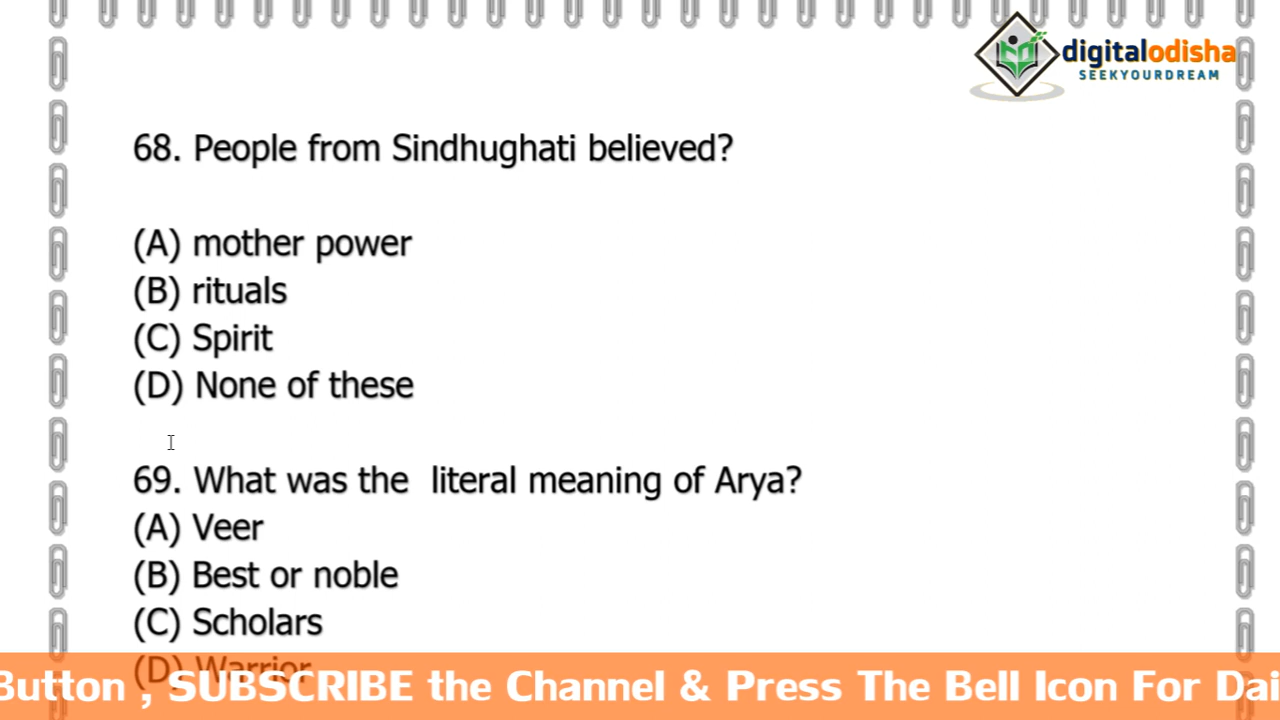 digitalodisha
SEEKYOURDREAM
68. People from Sindhughati believed?
(A) mother power
(B) rituals
(C) Spirit
(D) None of these
69. What was the  literal meaning of Arya?
(A) Veer
(B) Best or noble
(C) Scholars
(D) Warrior
Button , SUBSCRIBE the Channel & Press The Bell Icon For Dai